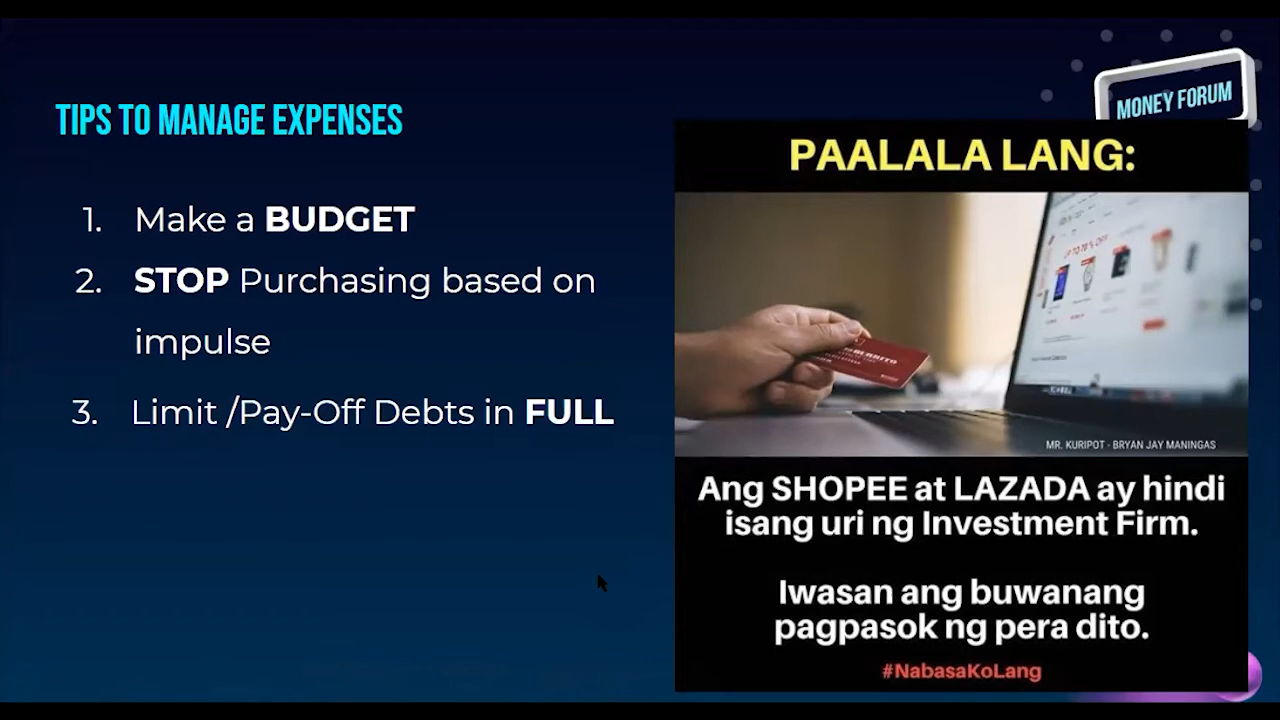 MONEY FORUM
TIPS TO MANAGE EXPENSES
1. Make a BUDGET
2. STOP Purchasing based on
impulse
3. Limit /Pay-Off Debts in FULL
PAALALA LANG:
UP TO 70 % OFF
MR. KURIPOT - BRYAN JAY MANINGAS
Ang SHOPEE at LAZADA ay hindi
isang uri ng Investment Firm.
Iwasan ang buwanang
pagpasok ng pera dito.
#NabasaKoLang